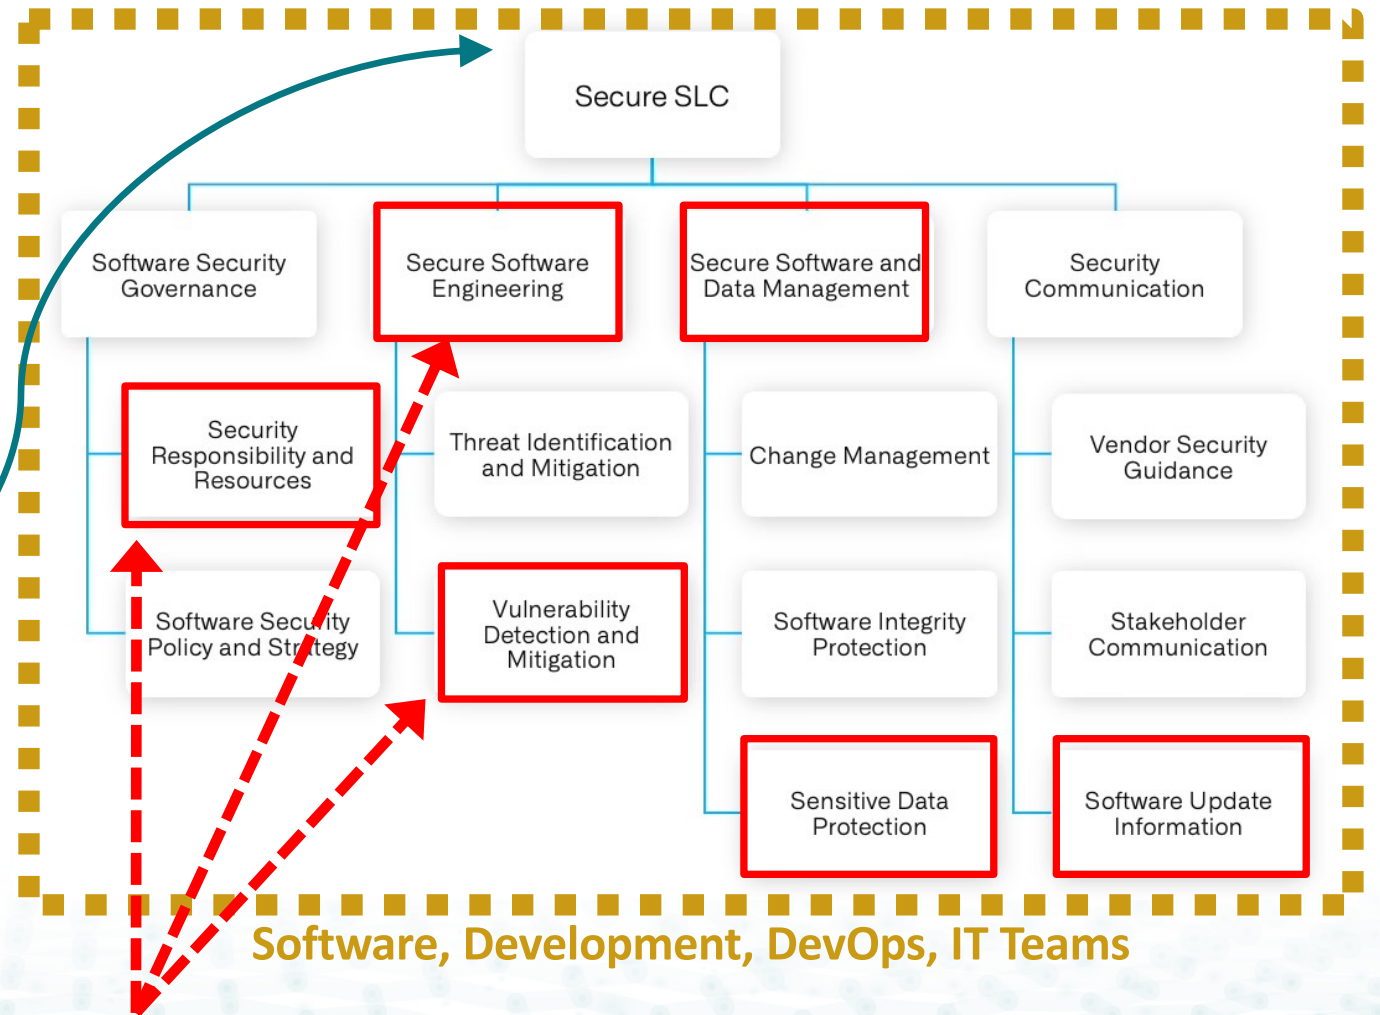 Secure SLC
Software Security
Governance
Secure Software
Engineering
Secure Software and
Data Management
Security
Communication
Security
Responsibility and
Resources
Threat Identification
and Mitigation
Change Management
Vendor Security
Guidance
Software Security
Policy and Strategy
Vulnerability
Detection and
Mitigation
Software Integrity
Protection
Stakeholder
Communication
Sensitive Data
Protection
Software Update
Information
Software, Development, DevOps, IT Teams